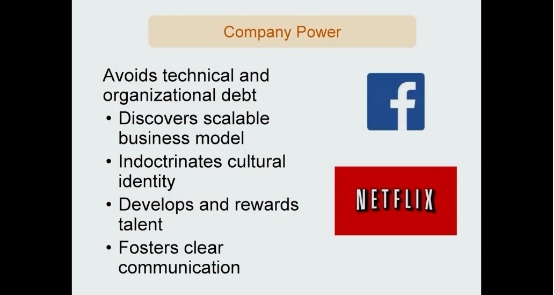 Company Power
Avoids technical and
organizational debt
• Discovers scalable
business model
• Indoctrinates cultural
identity
• Develops and rewards
talent
• Fosters clear
communication
f
NETFLIX